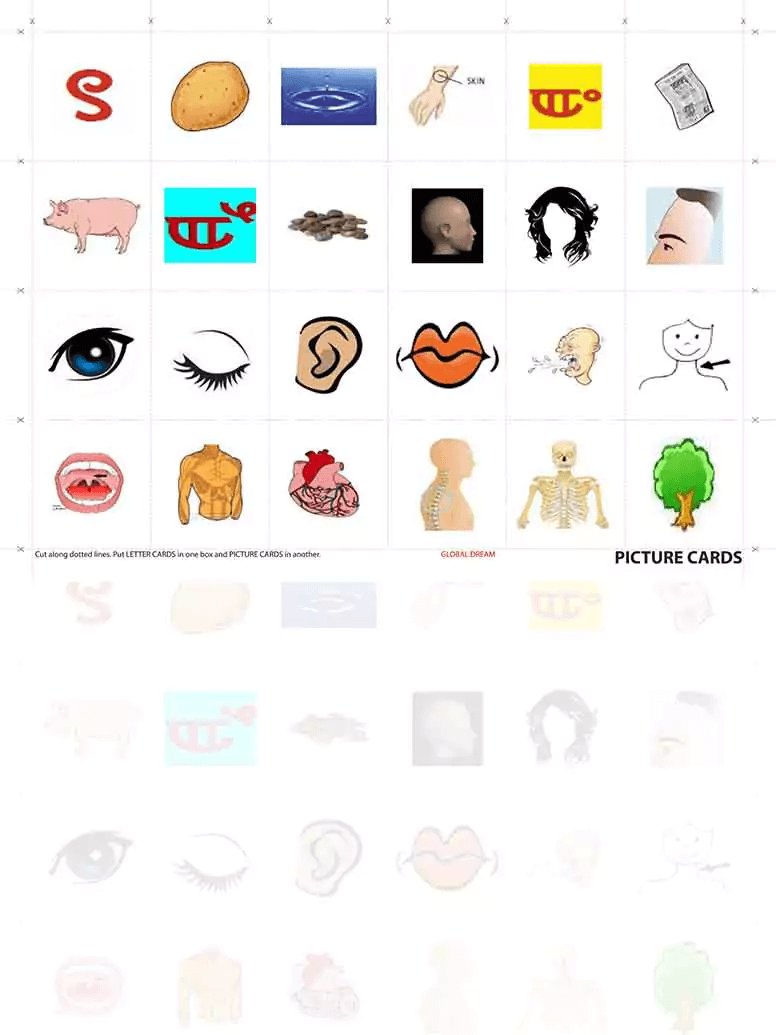 SKIN
Cut along dotted lines. Put LETTER CARDS in one box and PICTURE CARDS in another.
GLOBAL DREAM
PICTURE CARDS